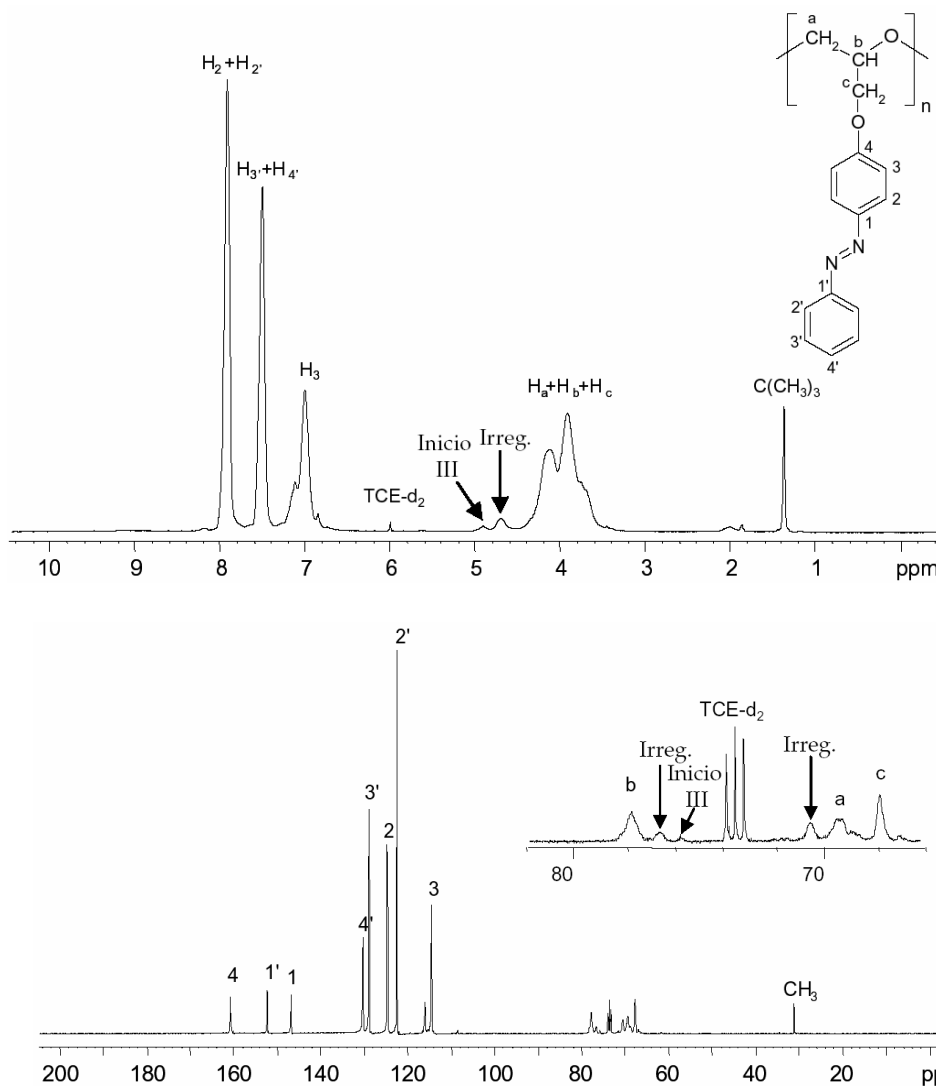 a
CH2
b
CH
O
c
CH2
n
O
4
3
2
1
N
N
1'
2'
3'
4'
H2+H2'
H3'+H4'
H3
TCE-d2
Inicio
III
Irreg.
Ha+Hb+Hc
C(CH3)3
10 9 8 7 6 5 4 3 2 1 ppm
2'
3'
2
4'
3
4
1'
1
TCE-d2
Irreg.
Inicio
III
Irreg.
b
a
c
80 70
CH3
200 180 160 140 120 100 80 60 40 20 pp